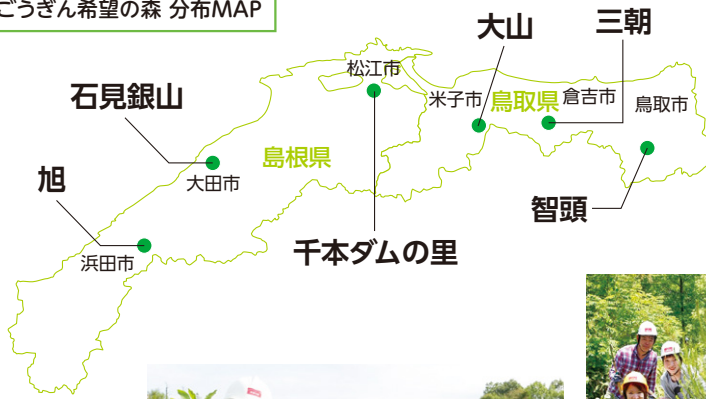 ごうぎん希望の森 分布MAP
大山
三朝
松江市
米子市
鳥取県
倉吉市
鳥取市
石見銀山
島根県
大田市
旭
智頭
千本ダムの里
浜田市